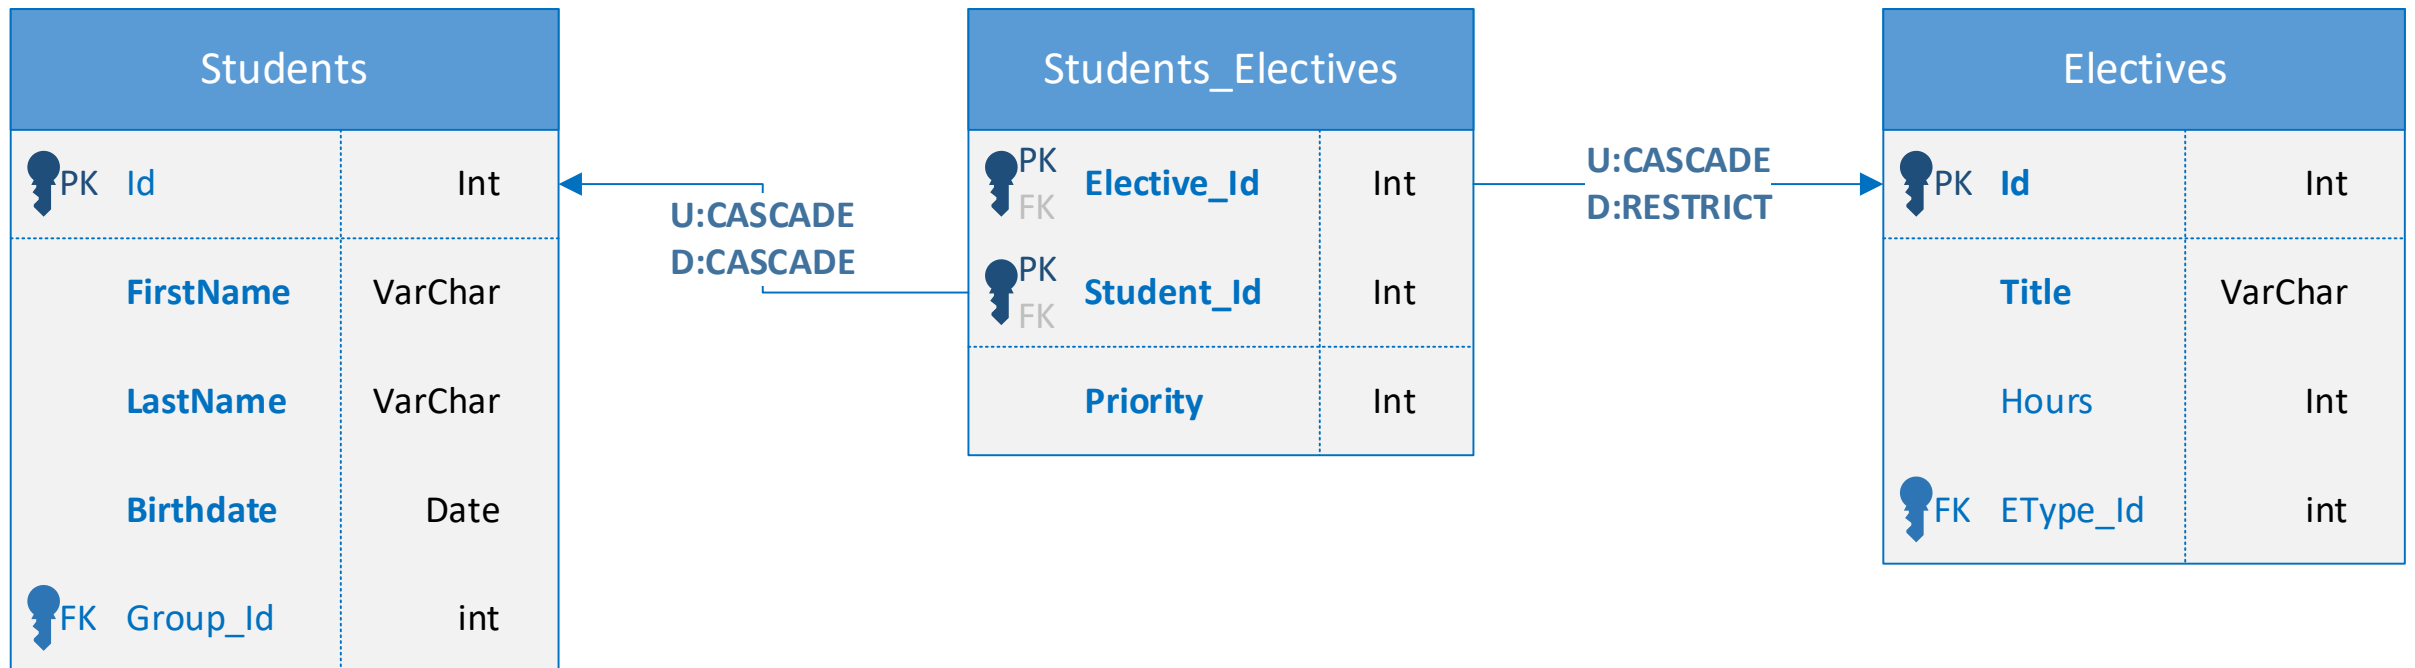 Students
PK Id Int
FirstName VarChar
LastName VarChar
Birthdate Date
FK Group_Id int
U:CASCADE
D:CASCADE
Students_Electives
PK
FK Elective_Id Int
PK
FK Student_Id Int
Priority Int
U:CASCADE
D:RESTRICT
Electives
PK Id Int
Title VarChar
Hours Int
FK EType_Id int